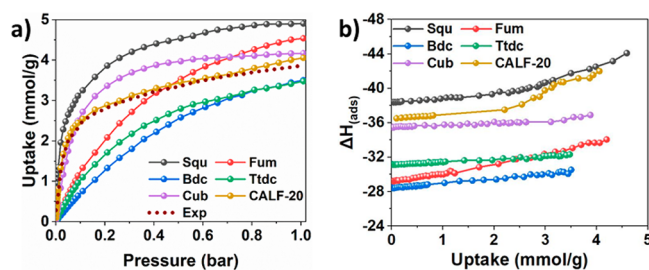 a)
Uptake (mmol/g)
5
4
3
2
1
0
Squ Fum
Bdc Ttdc
Cub CALF-20
Exp
0.0 0.2 0.4 0.6 0.8 1.0
Pressure (bar)
b)
ΔH(ads)
-48
-44
-40
-36
-32
-28
-24
Squ Fum
Bdc Ttdc
Cub CALF-20
0 1 2 3 4 5
Uptake (mmol/g)